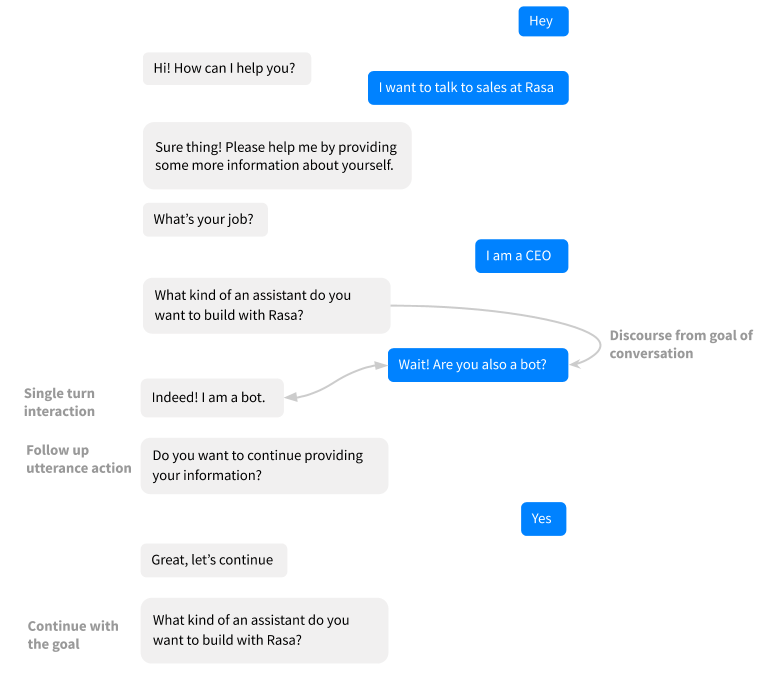 Hey
Hi! How can I help you?
I want to talk to sales at Rasa
Sure thing! Please help me by providing
some more information about yourself.
What’s your job?
I am a CEO
What kind of an assistant do you
want to build with Rasa?
Discourse from goal of
conversation
Wait! Are you also a bot?
Single turn
interaction
Indeed! I am a bot.
Follow up
utterance action
Do you want to continue providing
your information?
Yes
Great, let’s continue
Continue with
the goal
What kind of an assistant do you
want to build with Rasa?